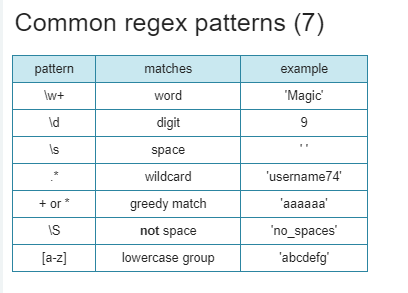 Common regex patterns (7)
pattern matches example
\w+ word 'Magic'
\d digit 9
\s space ' '
.* wildcard 'username74'
+ or * greedy match 'aaaaaa'
\S not space 'no_spaces'
[a-z] lowercase group 'abcdefg'